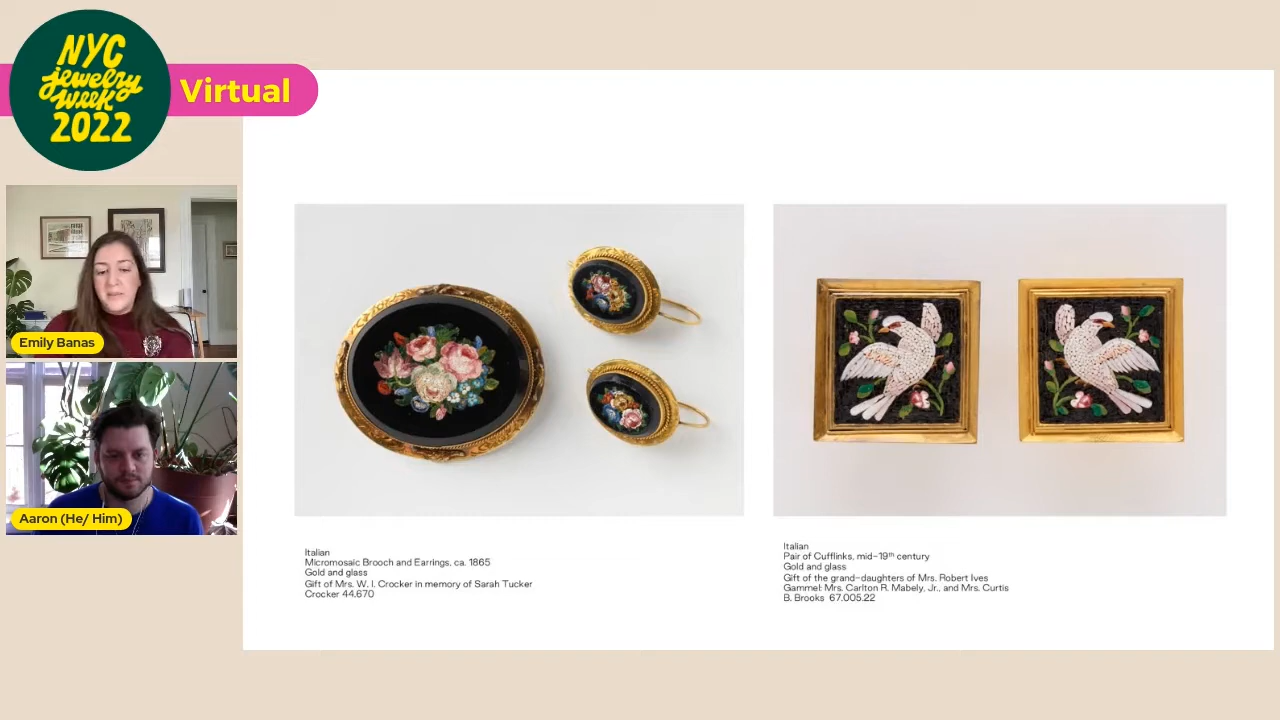 NYC
jewelry
week
2022
Virtual
Emily Banas
Aaron (He/ Him)
Italian
Micromosaic Brooch and Earrings, ca. 1865
Gold and glass
Gift of Mrs. W. I. Crocker in memory of Sarah Tucker
Crocker 44.670
Italian
Pair of Cufflinks, mid-19th century
Gold and glass
Gift of the grand-daughters of Mrs. Robert Ives
Gammel: Mrs. Carlton R. Mabely, Jr., and Mrs. Curtis
B. Brooks 67.005.22